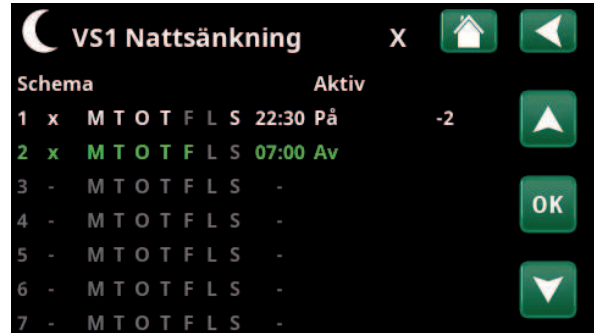 VS1 Nattsänkning X
Schema Aktiv
1 x M T O T F L S 22:30 På -2
2 x M T O T F L S 07:00 Av
3 - M T O T F L S -
OK
4 - M T O T F L S -
5 - M T O T F L S -
6 - M T O T F L S -
7 - M T O T F L S